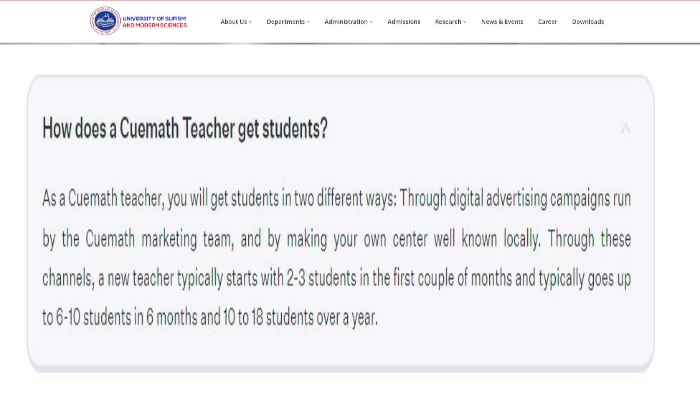 UNIVERSITY OF SUFISM
AND MODERN SCIENCES
About Us Departments Administration Admissions Research News & Events Career Downloads
How does a Cuemath Teacher get students?
As a Cuemath teacher, you will get students in two different ways: Through digital advertising campaigns run
by the Cuemath marketing team, and by making your own center well known locally. Through these
channels, a new teacher typically starts with 2-3 students in the first couple of months and typically goes up
to 6-10 students in 6 months and 10 to 18 students over a year.